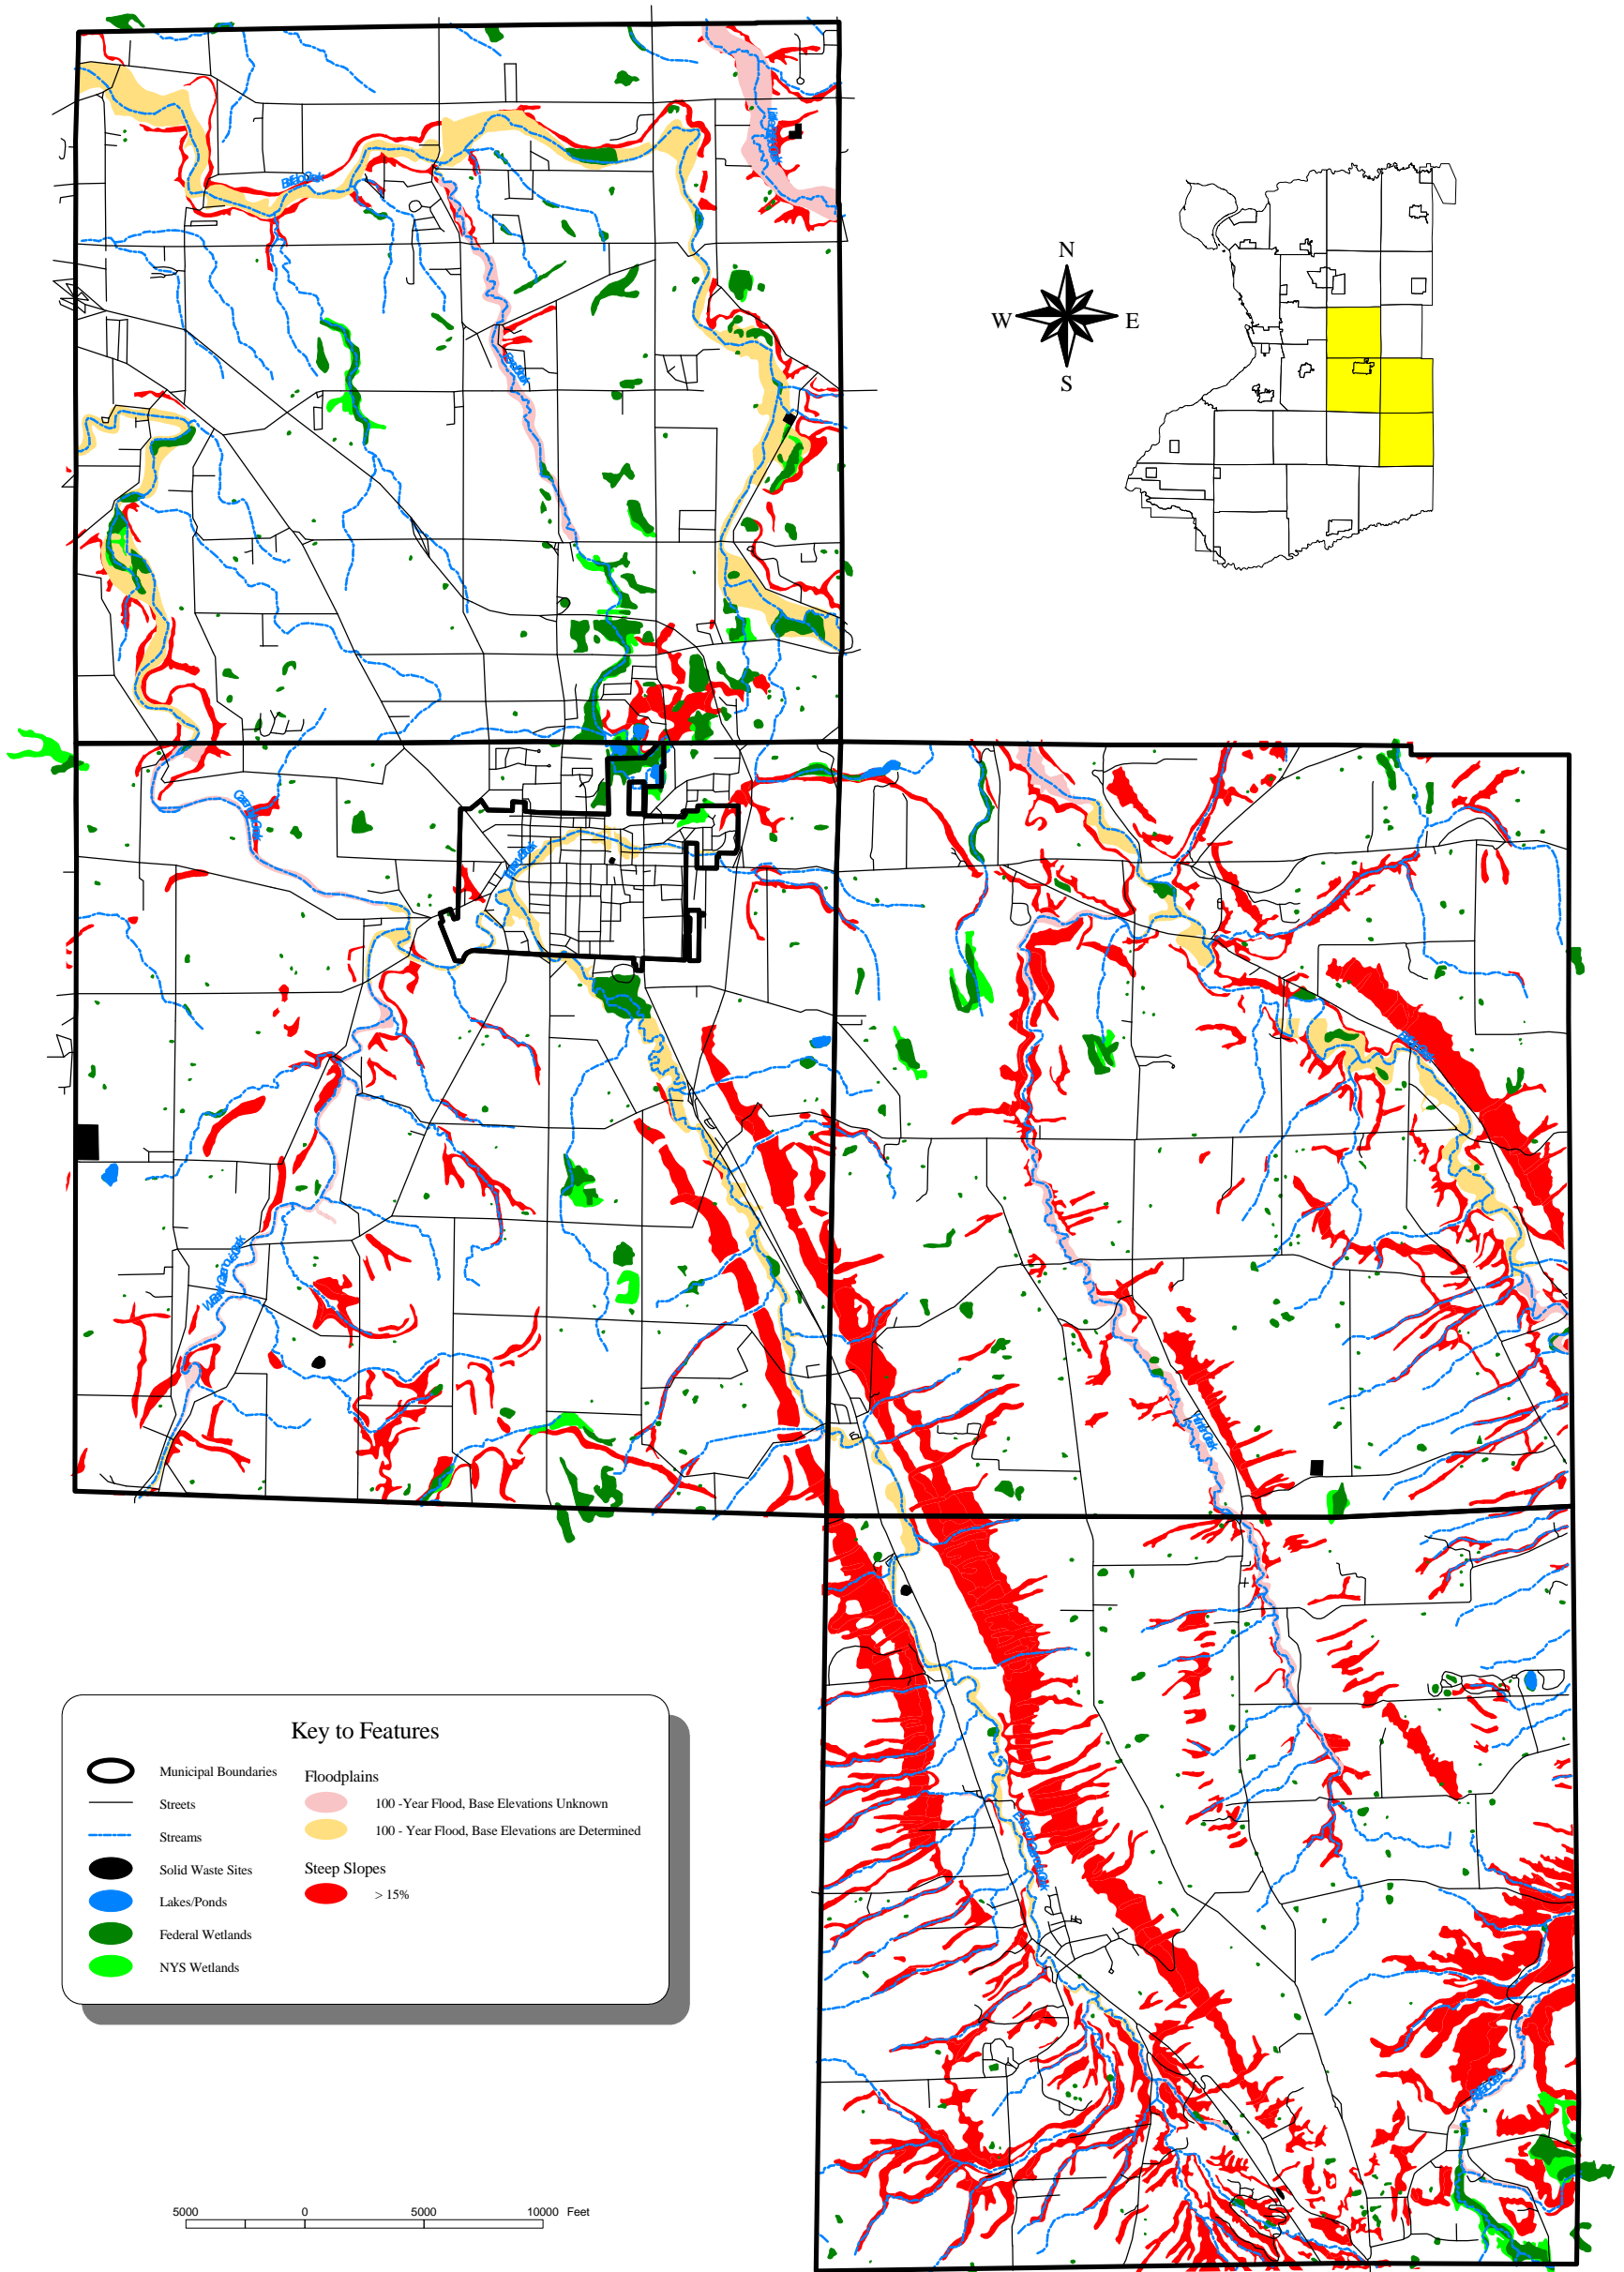 N
W
E
S
Key to Features
Municipal Boundaries
Streets
Streams
Solid Waste Sites
Lakes/Ponds
Federal Wetlands
NYS Wetlands
Floodplains
100 -Year Flood, Base Elevations Unknown
100 - Year Flood, Base Elevations are Determined
Steep Slopes
> 15%
5000 0 5000 10000 Feet